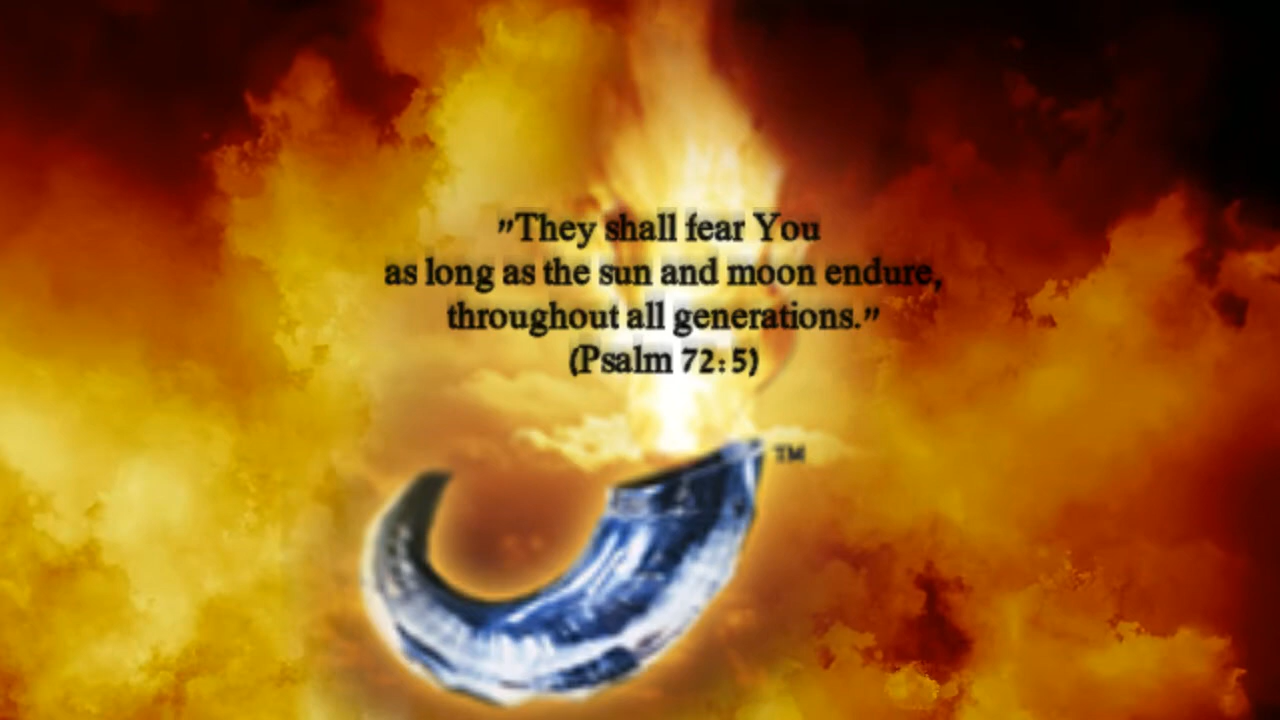 "They shall fear You
as long as the sun and moon endure,
throughout all generations."
(Psalm 72:5)
TM